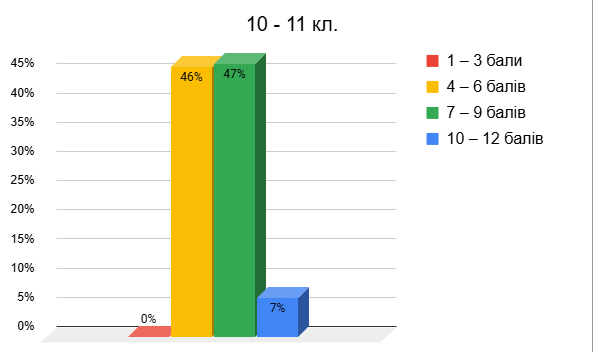 10 - 11 кл.
45%
40%
35%
30%
25%
20%
15%
10%
5%
0%
0%
46%
47%
7%
1 – 3 бали
4 – 6 балів
7 – 9 балів
10 – 12 балів